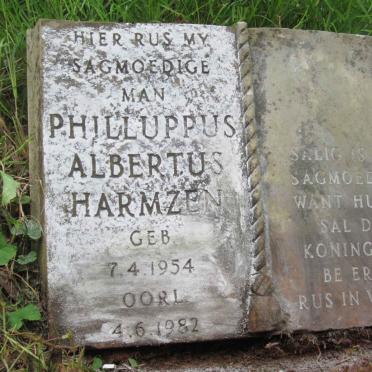 HIER RUS MY
SAGMOEDIGE
MAN
PHILLUPPUS
ALBERTUS
HARMZEN
GEB
7.4.1954
OORL
4.6.1982
SALIG IS
SAGMOED
WANT HU
SAL D
KONING
BE ER
RUS IN V